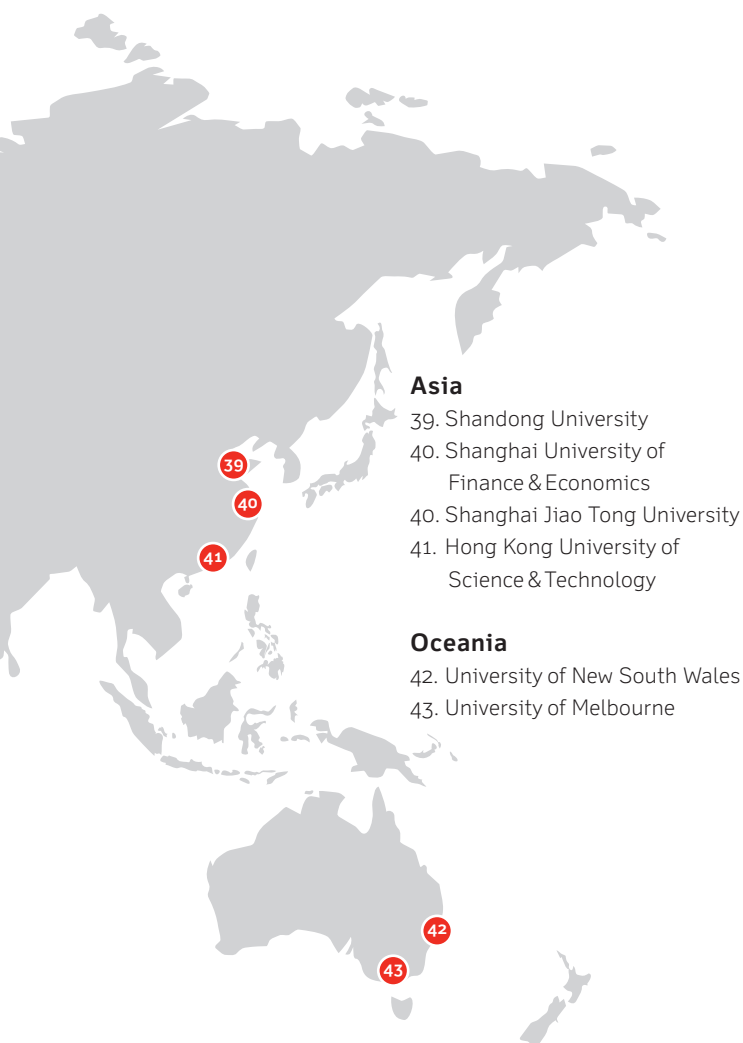 Asia
39. Shandong University
40. Shanghai University of
Finance & Economics
40. Shanghai Jiao Tong University
41. Hong Kong University of
Science & Technology
Oceania
42. University of New South Wales
43. University of Melbourne
39
40
41
42
43